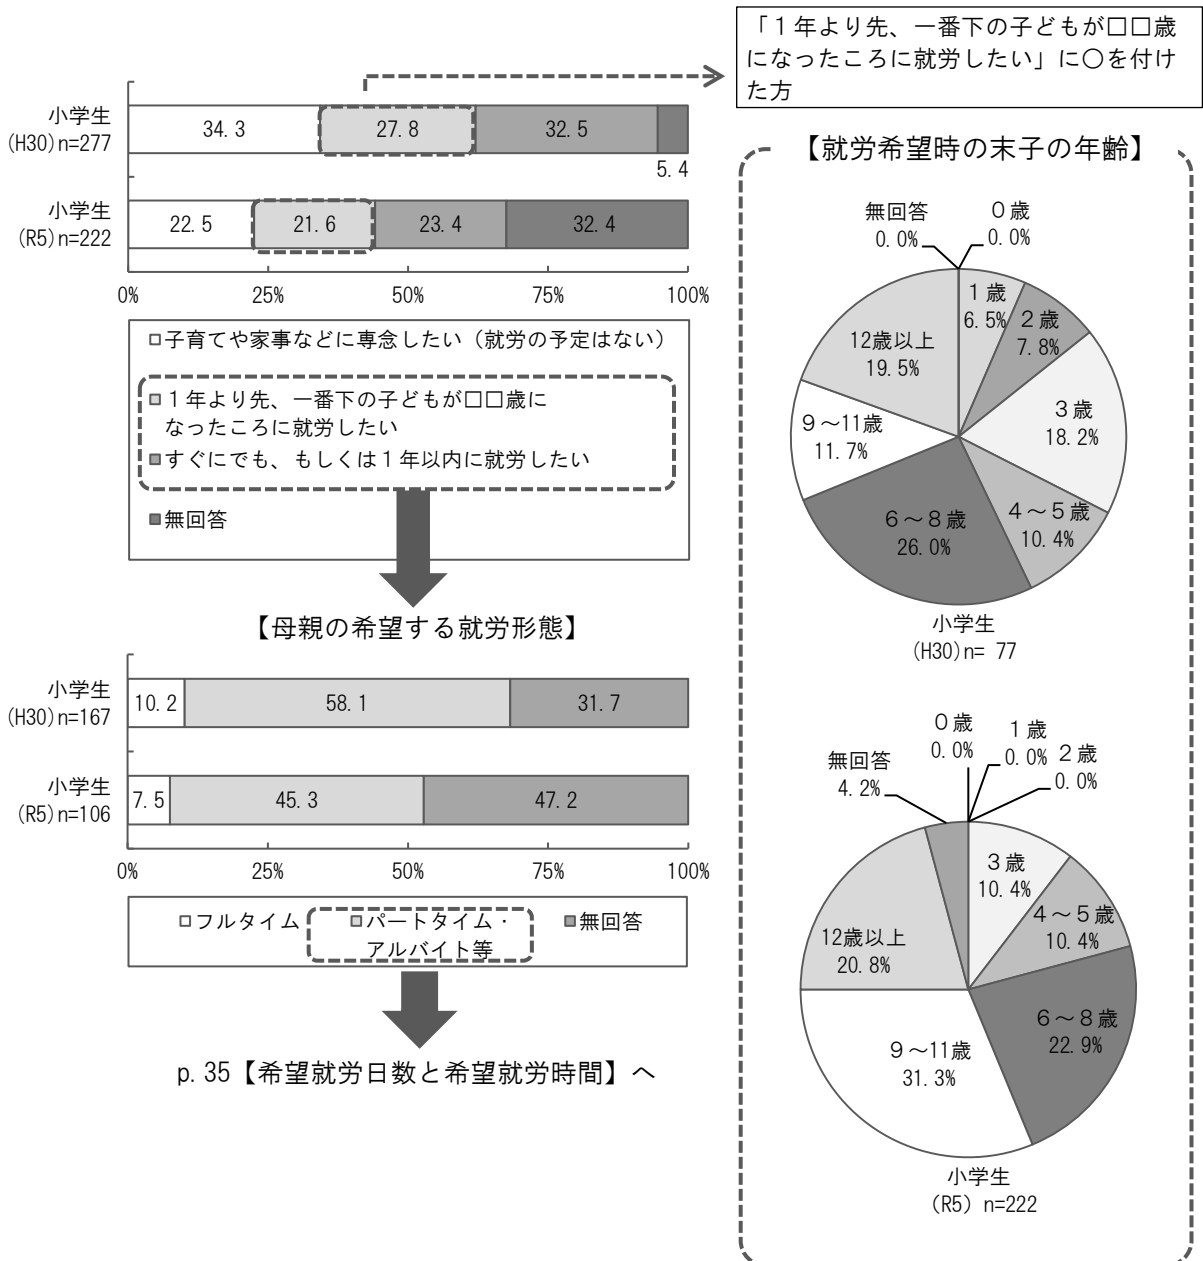 「１年より先、一番下の子どもが□□歳
になったころに就労したい」に○を付け
た方
小学生
(H30)n=277
34.3
27.8
32.5
5.4
小学生
(R5)n=222
22.5
21.6
23.4
32.4
0%
25%
50%
75%
100%
子育てや家事などに専念したい（就労の予定はない）
１年より先、一番下の子どもが□□歳に
なったころに就労したい
すぐにでも、もしくは１年以内に就労したい
無回答
【母親の希望する就労形態】
小学生
(H30)n=167
10.2
58.1
31.7
小学生
(R5)n=106
7.5
45.3
47.2
0%
25%
50%
75%
100%
フルタイム
パートタイム・
アルバイト等
無回答
p.35【希望就労日数と希望就労時間】へ
【就労希望時の末子の年齢】
無回答
0.0%
０歳
0.0%
１歳
6.5%
２歳
7.8%
３歳
18.2%
４～５歳
10.4%
６～８歳
26.0%
９～11歳
11.7%
12歳以上
19.5%
小学生
(H30)n= 77
無回答
4.2%
０歳
0.0%
１歳
0.0%
２歳
0.0%
３歳
10.4%
４～５歳
10.4%
６～８歳
22.9%
９～11歳
31.3%
12歳以上
20.8%
小学生
(R5) n=222